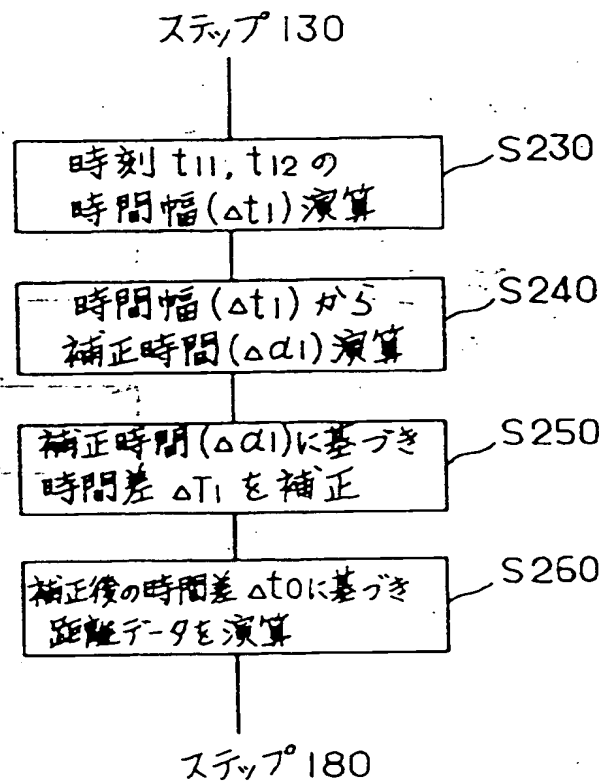 ステップ130
時刻 t11, t12 の
時間幅(Δt1)演算
S230
時間幅(Δt1)から
補正時間(Δα1)演算
S240
補正時間(Δα1)に基づき
時間差 ΔT1 を補正
S250
補正後の時間差 Δt0に基づき
距離データを演算
S260
ステップ180